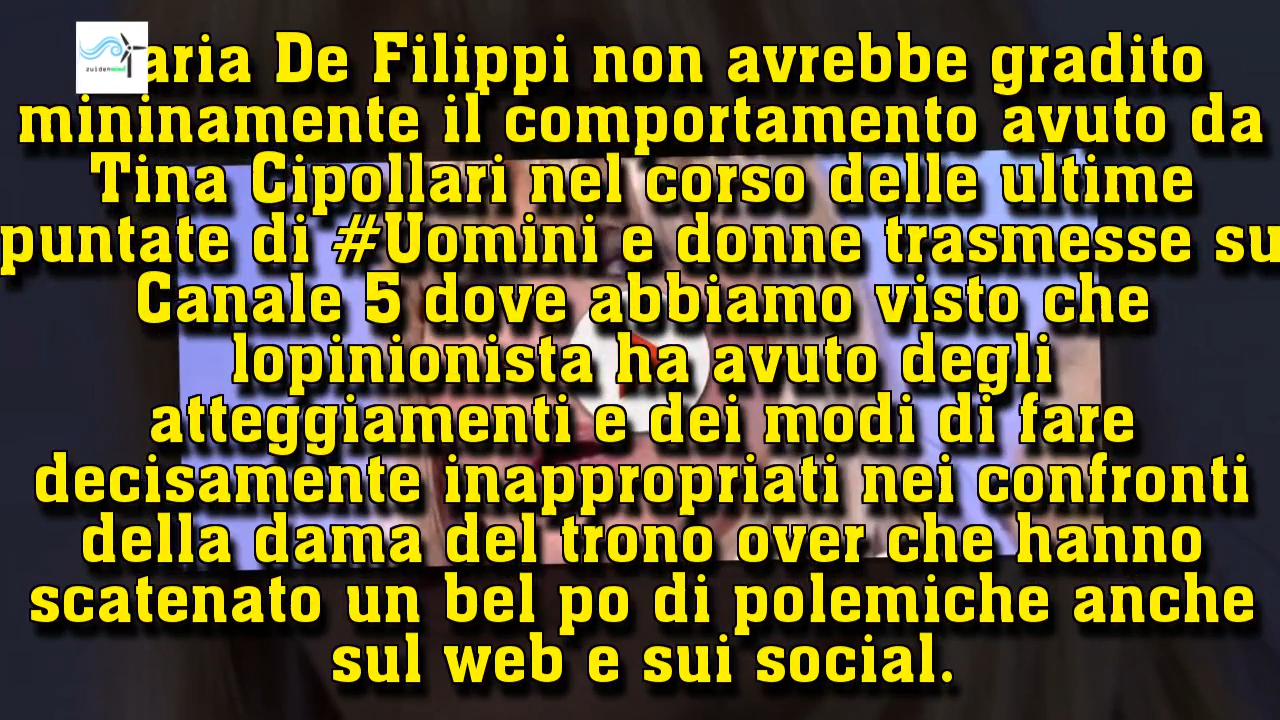 zuidenwind
aria De Filippi non avrebbe gradito
mininamente il comportamento avuto da
Tina Cipollari nel corso delle ultime
puntate di #Uomini e donne trasmesse su
Canale 5 dove abbiamo visto che
lopinionista ha avuto degli
atteggiamenti e dei modi di fare
decisamente inappropriati nei confronti
della dama del trono over che hanno
scatenato un bel po di polemiche anche
sul web e sui social.